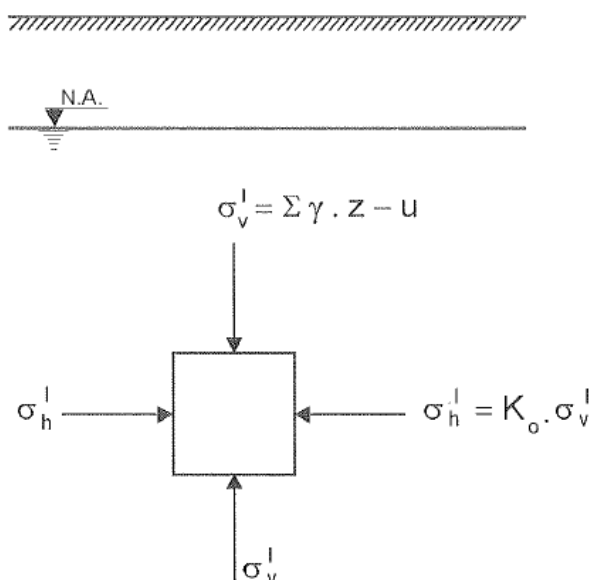 N.A.
σ'v = Σ γ . z − u
σ'h
σ'h = Ko . σ'v
σ'v